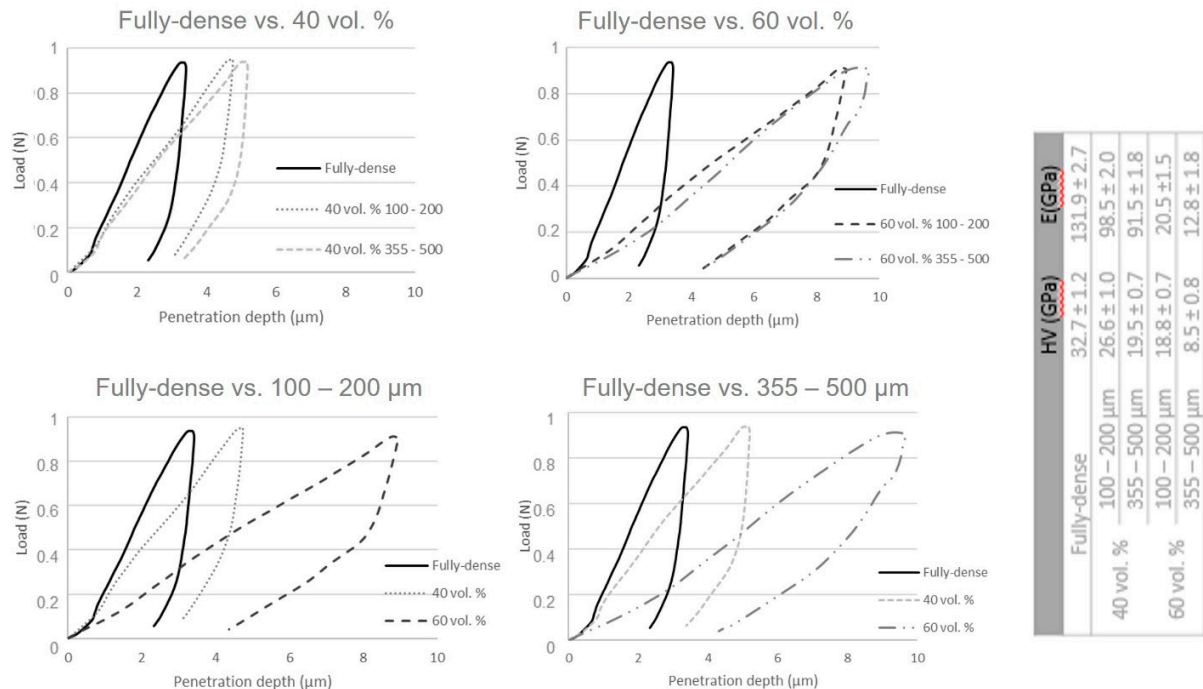 Fully-dense vs. 40 vol. %
1
0.8
0.6
0.4
0.2
0
Load (N)
0 2 4 6 8 10
Penetration depth (µm)
Fully-dense
40 vol. % 100 - 200
40 vol. % 355 - 500
Fully-dense vs. 60 vol. %
1
0.8
0.6
0.4
0.2
0
Load (N)
0 2 4 6 8 10
Penetration depth (µm)
Fully-dense
60 vol. % 100 - 200
60 vol. % 355 - 500
Fully-dense vs. 100 – 200 µm
1
0.8
0.6
0.4
0.2
0
Load (N)
0 2 4 6 8 10
Penetration depth (µm)
Fully-dense
40 vol. %
60 vol. %
Fully-dense vs. 355 – 500 µm
1
0.8
0.6
0.4
0.2
0
Load (N)
0 2 4 6 8 10
Penetration depth (µm)
Fully-dense
40 vol. %
60 vol. %
HV (GPa) E(GPa)
Fully-dense 32.7 ± 1.2 131.9 ± 2.7
40 vol. % 100 – 200 µm 26.6 ± 1.0 98.5 ± 2.0
355 – 500 µm 19.5 ± 0.7 91.5 ± 1.8
60 vol. % 100 – 200 µm 18.8 ± 0.7 20.5 ±1.5
355 – 500 µm 8.5 ± 0.8 12.8 ± 1.8